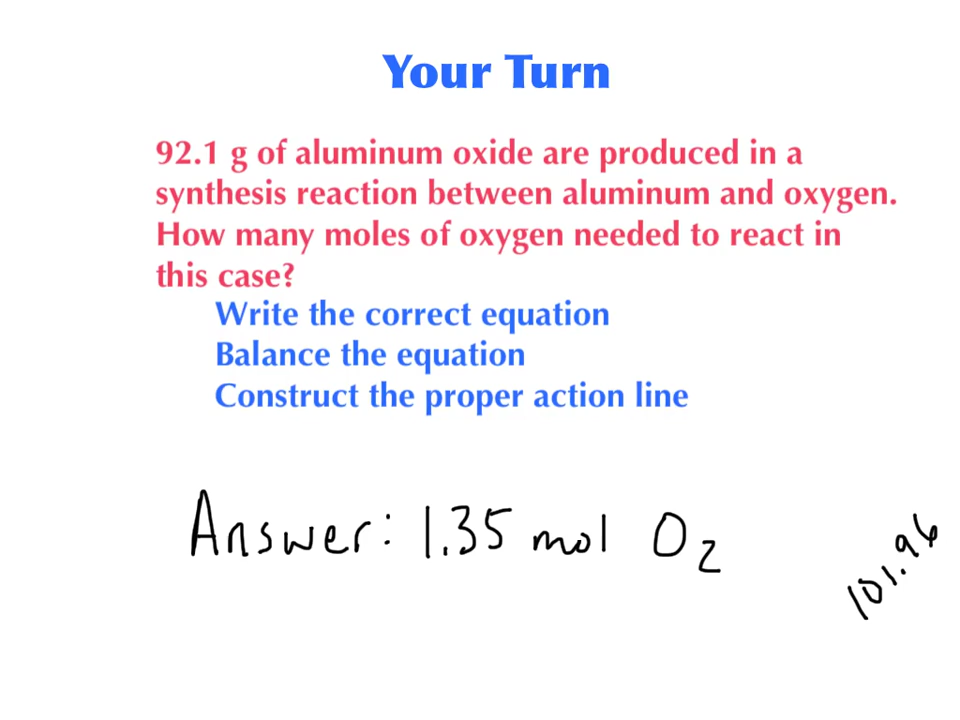 Your Turn
92.1 g of aluminum oxide are produced in a
synthesis reaction between aluminum and oxygen.
How many moles of oxygen needed to react in
this case?
Write the correct equation
Balance the equation
Construct the proper action line
Answer: 1.35 mol O2
101.96